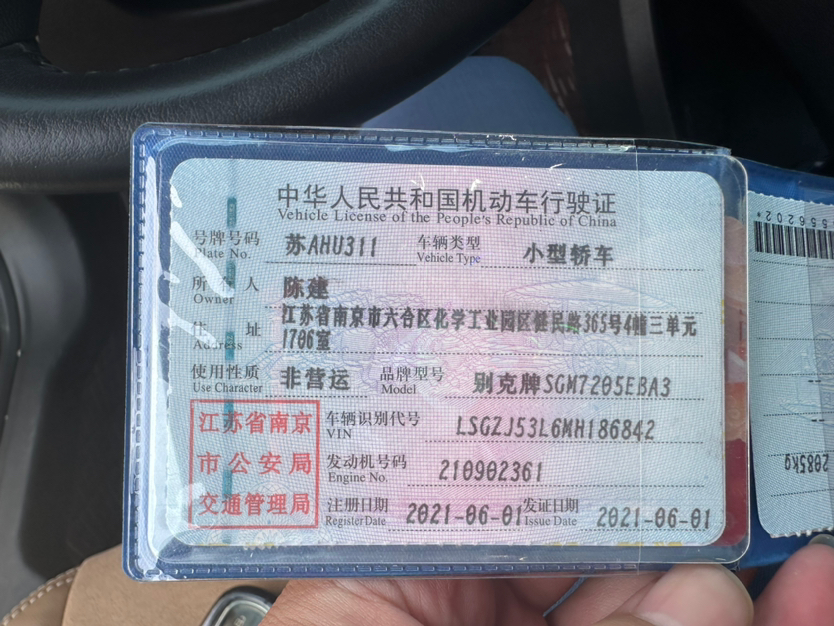 中华人民共和国机动车行驶证
Vehicle License of the People's Republic of China
号牌号码 苏AHU311 车辆类型 小型轿车
Plate No. Vehicle Type
所 人 陈建
Owner
住 址 江苏省南京市六合区化学工业园区健民路365号4幢三单元
Address 1706室
使用性质 非营运 品牌型号 别克牌SGM7205EBA3
Use Character Model
江苏省南京 车辆识别代号 LSGZJ53L6MH186842
VIN
市公安局 发动机号码 210902361
Engine No.
交通管理局 注册日期 2021-06-01 发证日期 2021-06-01
Register Date Issue Date
2085kg